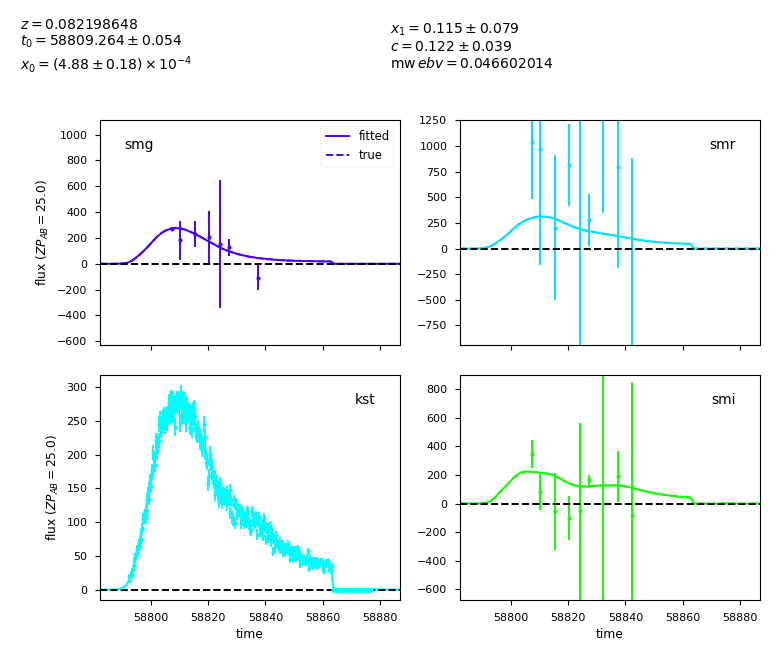 z = 0.082198648
t0 = 58809.264 ± 0.054
x0 = (4.88 ± 0.18) × 10^−4
x1 = 0.115 ± 0.079
c = 0.122 ± 0.039
mw ebv = 0.046602014
smg
fitted
true
1000
800
600
400
200
0
−200
−400
−600
flux (ZP_AB = 25.0)
smr
1250
1000
750
500
250
0
−250
−500
−750
kst
300
250
200
150
100
50
0
flux (ZP_AB = 25.0)
58800 58820 58840 58860 58880
time
smi
800
600
400
200
0
−200
−400
−600
58800 58820 58840 58860 58880
time